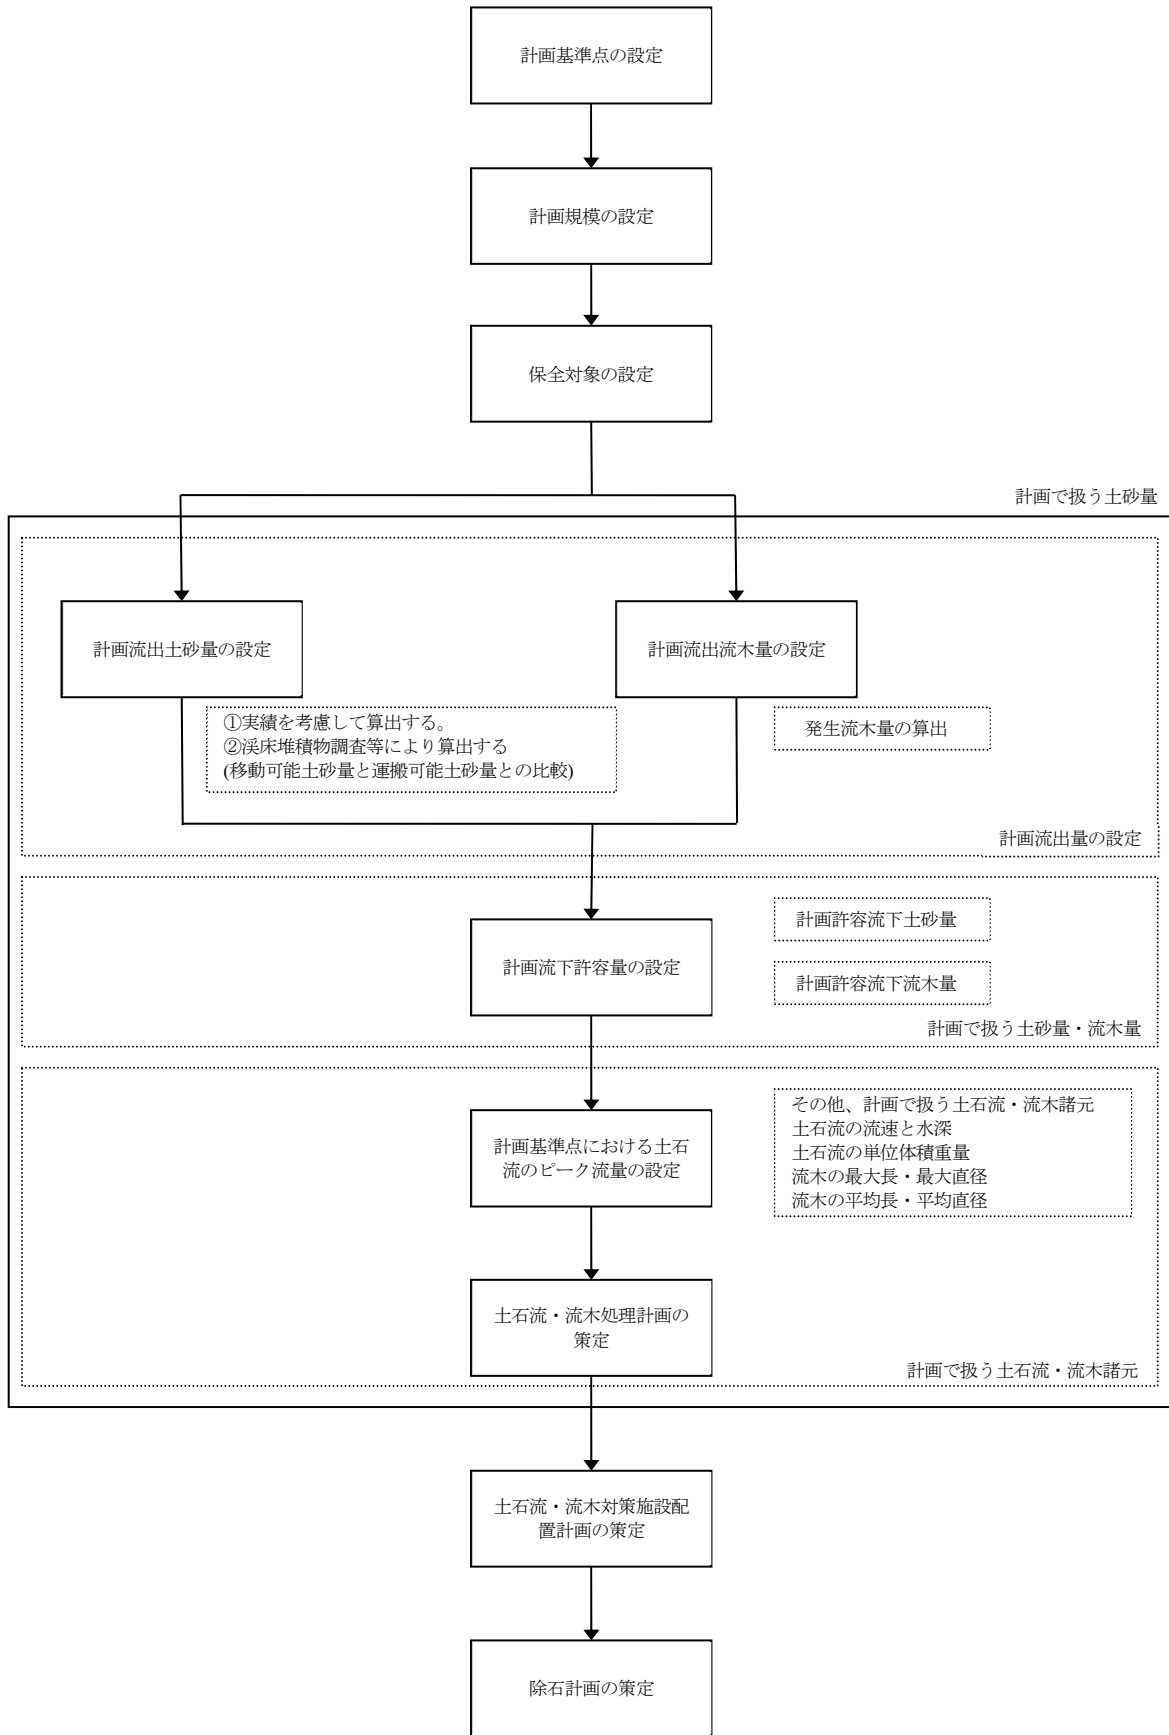 計画基準点の設定
計画規模の設定
保全対象の設定
計画で扱う土砂量
計画流出土砂量の設定
計画流出流木量の設定
①実績を考慮して算出する。
②渓床堆積物調査等により算出する
(移動可能土砂量と運搬可能土砂量との比較)
発生流木量の算出
計画流出量の設定
計画流下許容量の設定
計画許容流下土砂量
計画許容流下流木量
計画で扱う土砂量・流木量
計画基準点における土石
流のピーク流量の設定
その他、計画で扱う土石流・流木諸元
土石流の流速と水深
土石流の単位体積重量
流木の最大長・最大直径
流木の平均長・平均直径
土石流・流木処理計画の
策定
計画で扱う土石流・流木諸元
土石流・流木対策施設配
置計画の策定
除石計画の策定